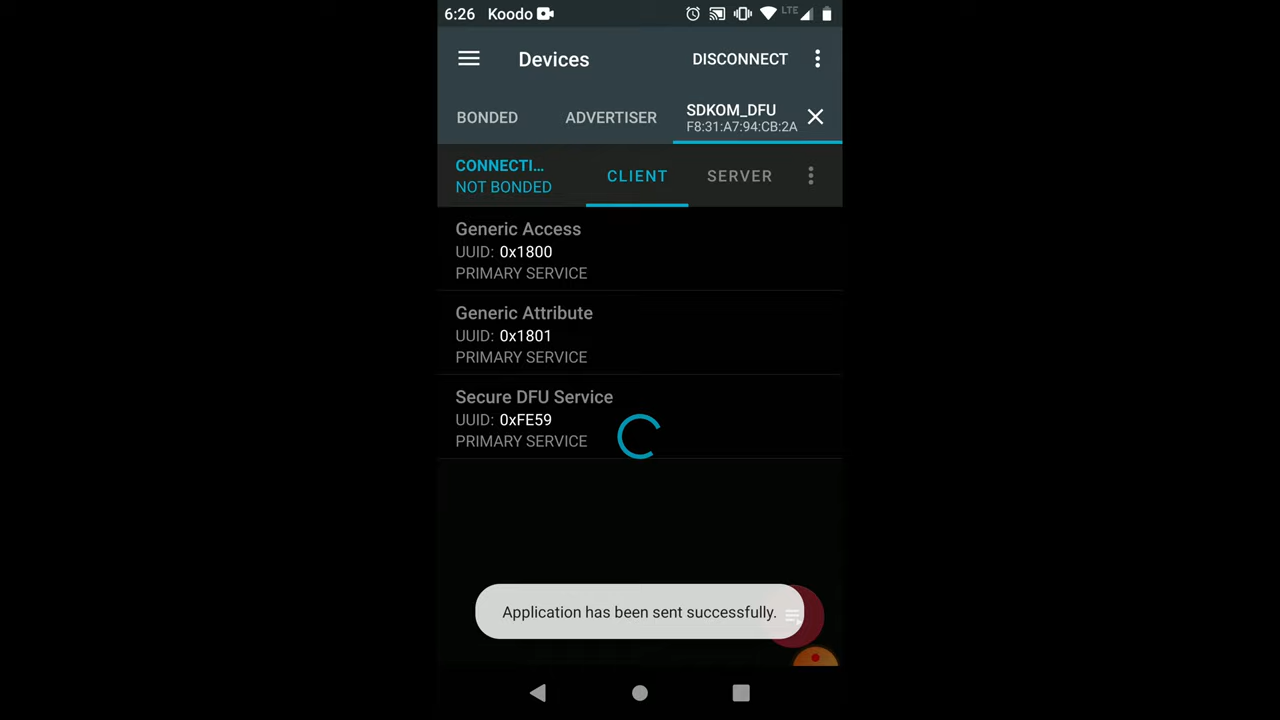 6:26 Koodo LTE
Devices DISCONNECT
BONDED ADVERTISER SDKOM_DFU
F8:31:A7:94:CB:2A
CONNECTI... CLIENT SERVER
NOT BONDED
Generic Access
UUID: 0x1800
PRIMARY SERVICE
Generic Attribute
UUID: 0x1801
PRIMARY SERVICE
Secure DFU Service
UUID: 0xFE59
PRIMARY SERVICE
Application has been sent successfully.